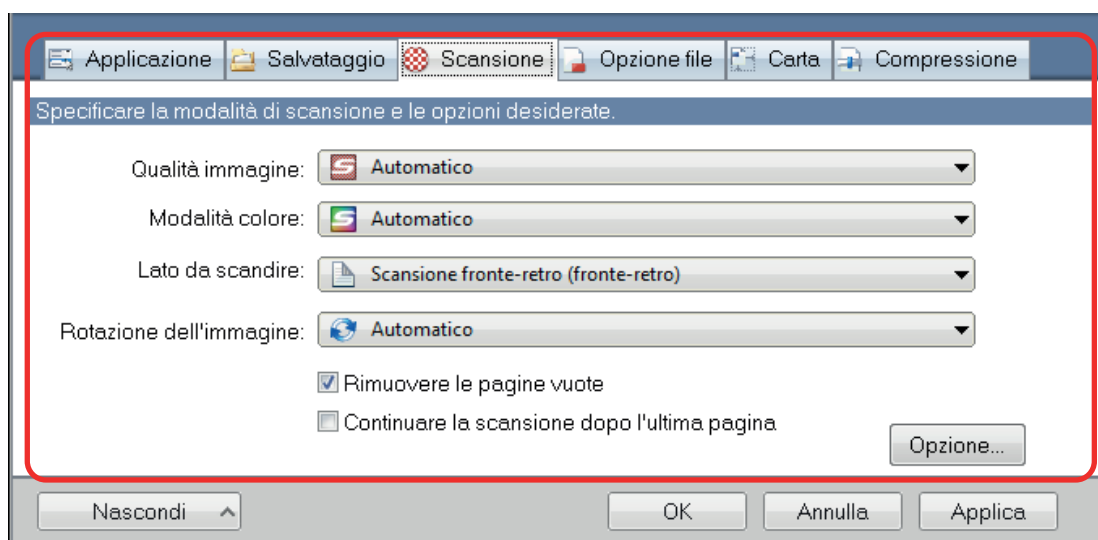 Applicazione Salvataggio Scansione Opzione file Carta Compressione
Specificare la modalità di scansione e le opzioni desiderate.
Qualità immagine: Automatico
Modalità colore: Automatico
Lato da scandire: Scansione fronte-retro (fronte-retro)
Rotazione dell'immagine: Automatico
Rimuovere le pagine vuote
Continuare la scansione dopo l'ultima pagina
Opzione...
Nascondi OK Annulla Applica